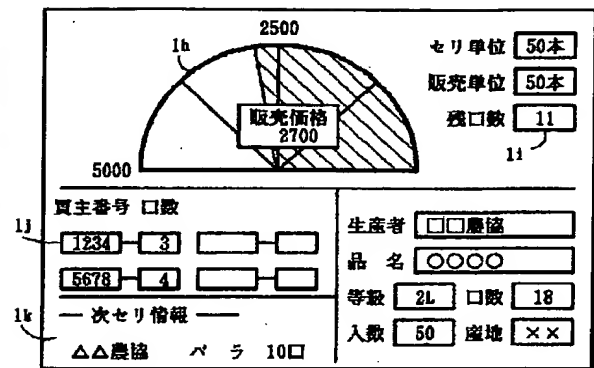 2500
1h
セリ単位 50本
販売単位 50本
販売価格
2700
残口数 11
1i
5000
買主番号 口数
1j
1234 3
5678 4
生産者 □□農協
品名 ○○○○
等級 2L 口数 18
入数 50 産地 ××
1k
次セリ情報
△△農協 バラ 10口